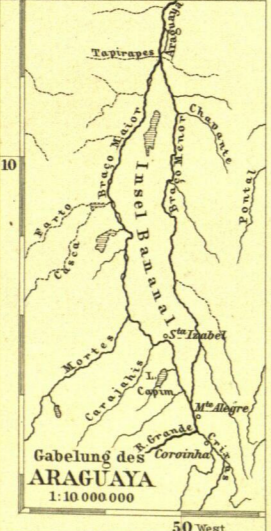 Araguaya
Tapirapes
Braço Maior
Braço Menor
Chavante
Pontal
10
Insel Bananal
Farto
Casca
Sta Izabel
Mortes
Carajahis
L. Capim
Mte Alegre
R. Grande
Crixas
Coroinha
Gabelung des
ARAGUAYA
1:10 000 000
50 West